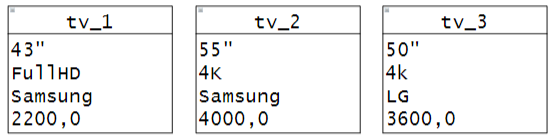 tv_1
43"
FullHD
Samsung
2200,0
tv_2
55"
4K
Samsung
4000,0
tv_3
50"
4k
LG
3600,0